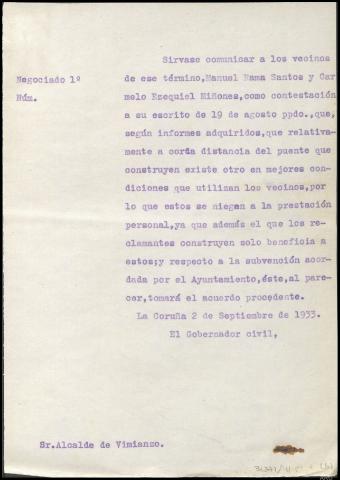 Sirvase comunicar a los vecinos
Negociado 1º
de ese término,Manuel Rama Santos y Car
Núm.
melo Ezequiel Miñones,como contestación
a su escrito de 19 de agosto ppdo.,que,
según informes adquiridos,que relativa-
mente a corda distancia del puente que
construyen existe otro en mejores con-
diciones que utilizan los vecinos,por
lo que estos se niegan a la prestación
personal,ya que además el que los re-
clamantes construyen solo beneficia a
estos;y respecto a la subvención acor-
dada por el Ayuntamiento,éste,al pare-
cer,tomará el acuerdo procedente.
La Coruña 2 de Septiembre de 1933.
El Gobernador civil,
Sr.Alcalde de Vimianzo.